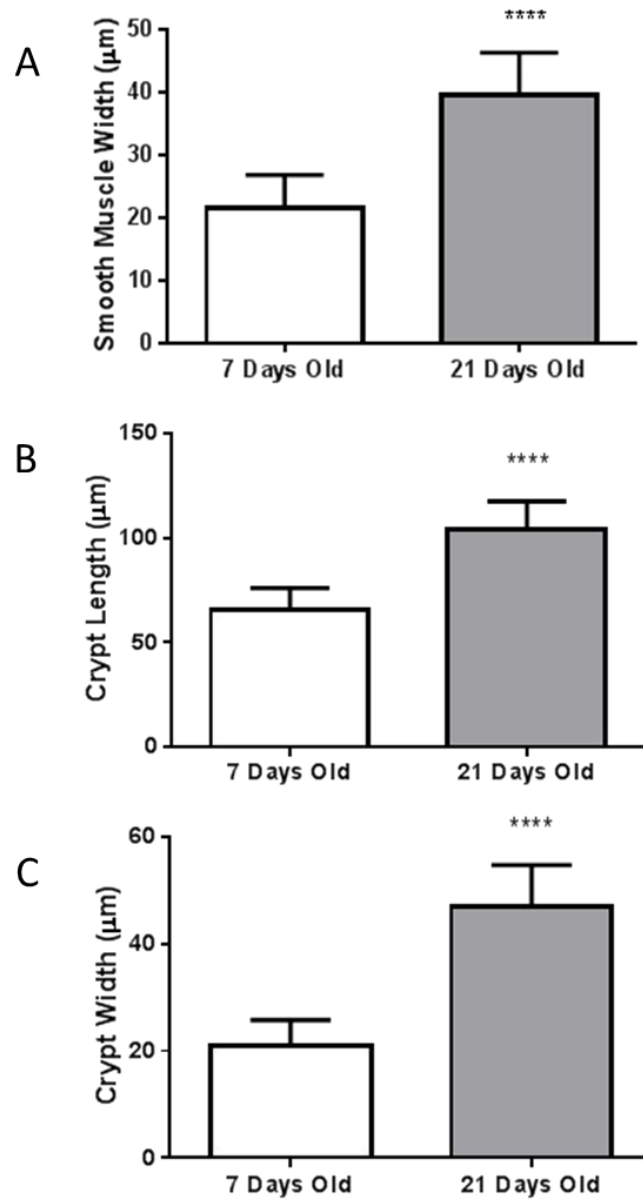 A
Smooth Muscle Width (μm)
50
40
30
20
10
0
****
7 Days Old
21 Days Old
B
Crypt Length (μm)
150
100
50
0
****
7 Days Old
21 Days Old
C
Crypt Width (μm)
60
40
20
0
****
7 Days Old
21 Days Old